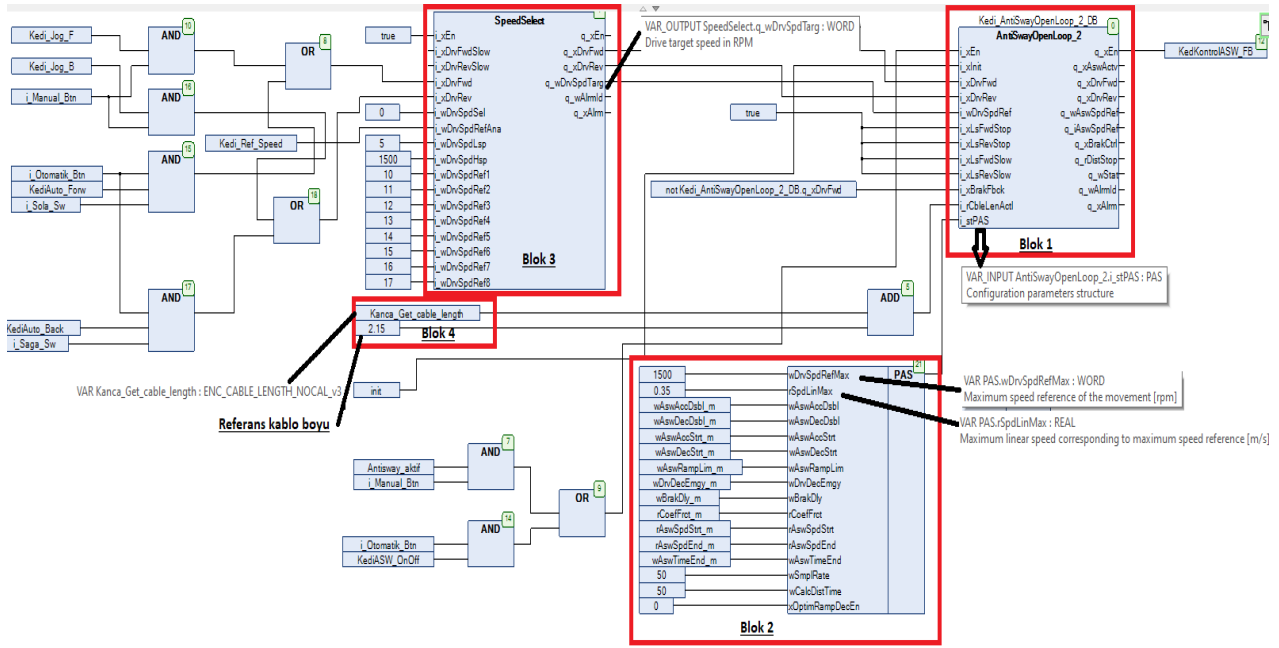 Kedi_Jog_F
Kedi_Jog_B
i_Manual_Btn
i_Otomatik_Btn
KediAuto_Forw
i_Sola_Sw
KediAuto_Back
i_Saga_Sw
AND
10
AND
16
AND
15
AND
17
OR
8
OR
18
true
0
Kedi_Ref_Speed
5
1500
10
11
12
13
14
15
16
17
SpeedSelect
i_xEn
q_xEn
i_xDrvFwdSlow
q_xDrvFwd
i_xDrvRevSlow
q_xDrvRev
i_xDrvFwd
q_wDrvSpdTarg
i_xDrvRev
q_wAlrmId
i_wDrvSpdSel
q_xAlrm
i_wDrvSpdRefAna
i_wDrvSpdLsp
i_wDrvSpdHsp
i_wDrvSpdRef1
i_wDrvSpdRef2
i_wDrvSpdRef3
i_wDrvSpdRef4
i_wDrvSpdRef5
i_wDrvSpdRef6
i_wDrvSpdRef7
i_wDrvSpdRef8
Blok 3
VAR_OUTPUT SpeedSelect.q_wDrvSpdTarg : WORD
Drive target speed in RPM
Kedi_AntiSwayOpenLoop_2_DB
0
AntiSwayOpenLoop_2
i_xEn
q_xEn
i_xInit
q_xAswActv
i_xDrvFwd
q_xDrvFwd
i_xDrvRev
q_xDrvRev
i_wDrvSpdRef
q_wAswSpdRef
i_xLsFwdStop
q_iAswSpdRef
i_xLsRevStop
q_xBrakCtrl
i_xLsFwdSlow
q_rDistStop
i_xLsRevSlow
q_wStat
i_xBrakFbck
q_wAlrmId
i_rCbleLenActl
q_xAlrm
i_stPAS
Blok 1
KedKontrolASW_FB
12
true
not Kedi_AntiSwayOpenLoop_2_DB.q_xDrvFwd
VAR_INPUT AntiSwayOpenLoop_2.i_stPAS : PAS
Configuration parameters structure
Kanca_Get_cable_length
2.15
Blok 4
ADD
5
VAR Kanca_Get_cable_length : ENC_CABLE_LENGTH_NOCAL_v3
init
Referans kablo boyu
Antisway_aktif
i_Manual_Btn
AND
7
i_Otomatik_Btn
KediASW_OnOff
AND
14
OR
9
21
PAS
1500
wDrvSpdRefMax
0.35
rSpdLinMax
wAswAccDsbl_m
wAswAccDsbl
wAswDecDsbl_m
wAswDecDsbl
wAswAccStrt_m
wAswAccStrt
wAswDecStrt_m
wAswDecStrt
wAswRampLim_m
wAswRampLim
wDrvDecEmgy_m
wDrvDecEmgy
wBrakDly_m
wBrakDly
rCoefFrct_m
rCoefFrct
rAswSpdStrt_m
rAswSpdStrt
rAswSpdEnd_m
rAswSpdEnd
wAswTimeEnd_m
wAswTimeEnd
50
wSmplRate
50
wCalcDistTime
0
xOptimRampDecEn
Blok 2
VAR PAS.wDrvSpdRefMax : WORD
Maximum speed reference of the movement [rpm]
VAR PAS.rSpdLinMax : REAL
Maximum linear speed corresponding to maximum speed reference [m/s]